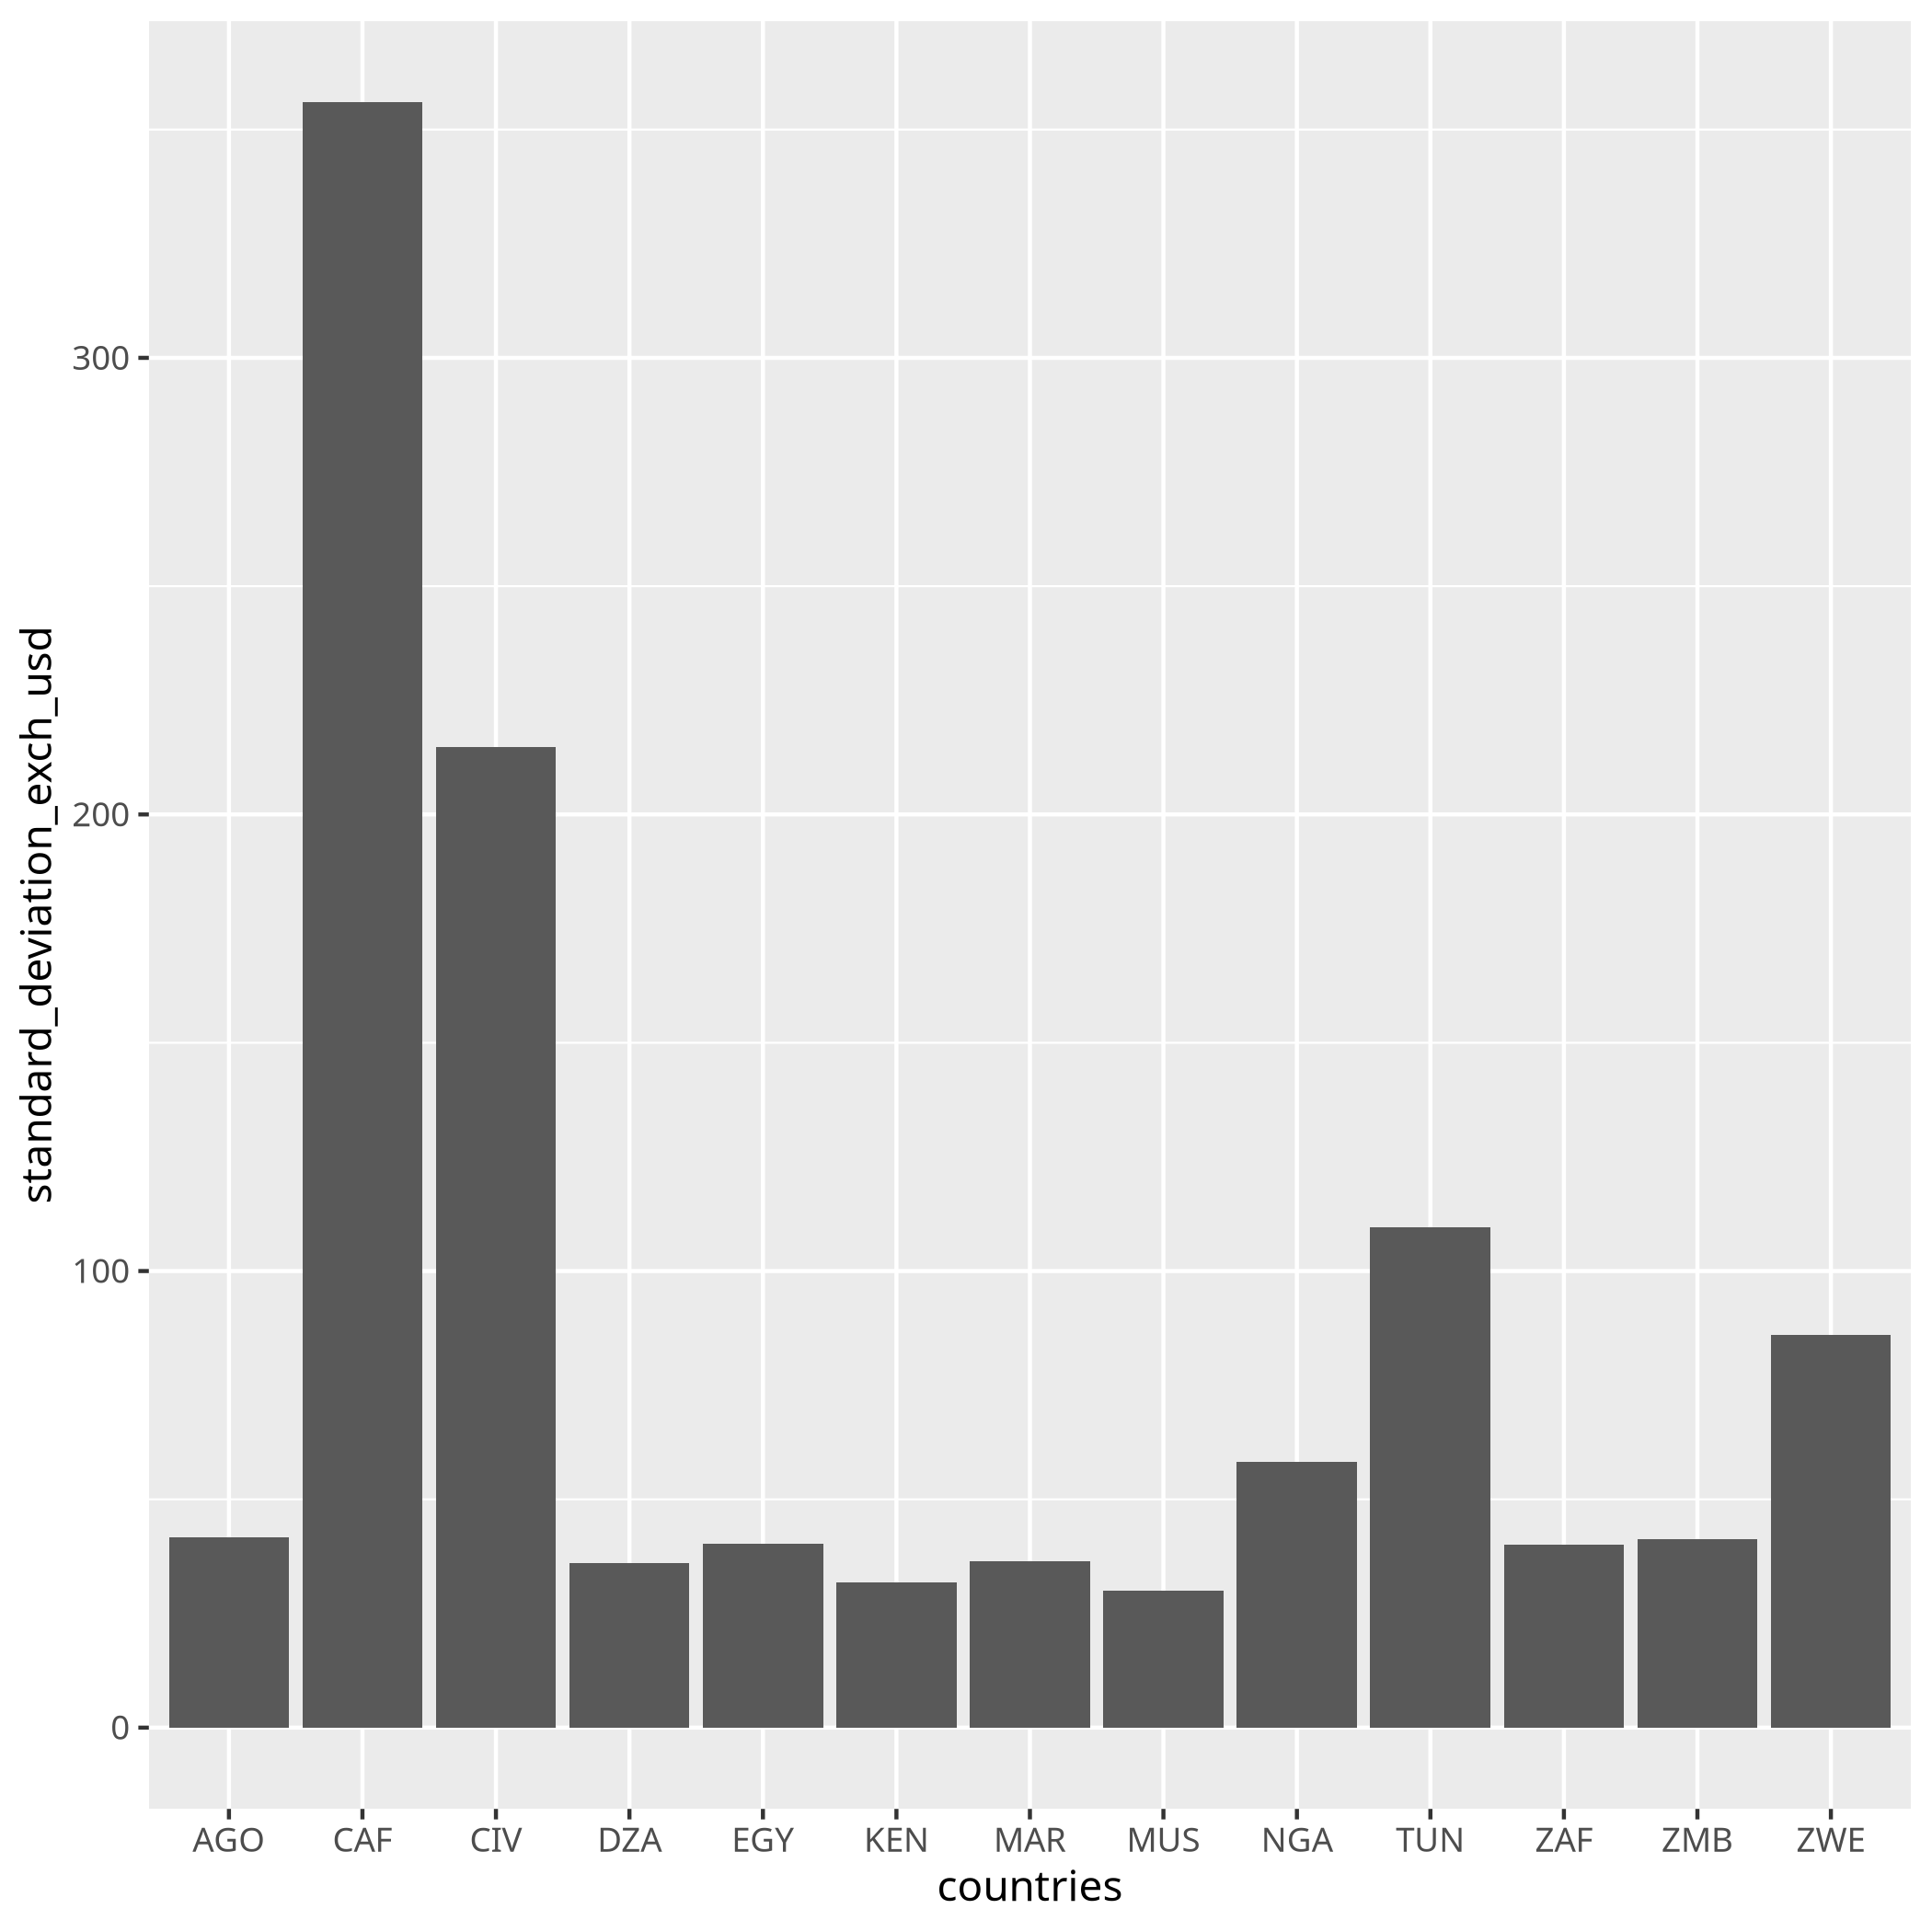 standard_deviation_exch_usd
300
200
100
0
AGO CAF CIV DZA EGY KEN MAR MUS NGA TUN ZAF ZMB ZWE
countries